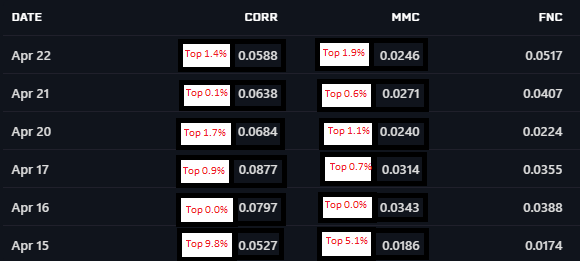 DATE CORR MMC FNC
Apr 22 Top 1.4% 0.0588 Top 1.9% 0.0246 0.0517
Apr 21 Top 0.1% 0.0638 Top 0.6% 0.0271 0.0407
Apr 20 Top 1.7% 0.0684 Top 1.1% 0.0240 0.0224
Apr 17 Top 0.9% 0.0877 Top 0.7% 0.0314 0.0355
Apr 16 Top 0.0% 0.0797 Top 0.0% 0.0343 0.0388
Apr 15 Top 9.8% 0.0527 Top 5.1% 0.0186 0.0174